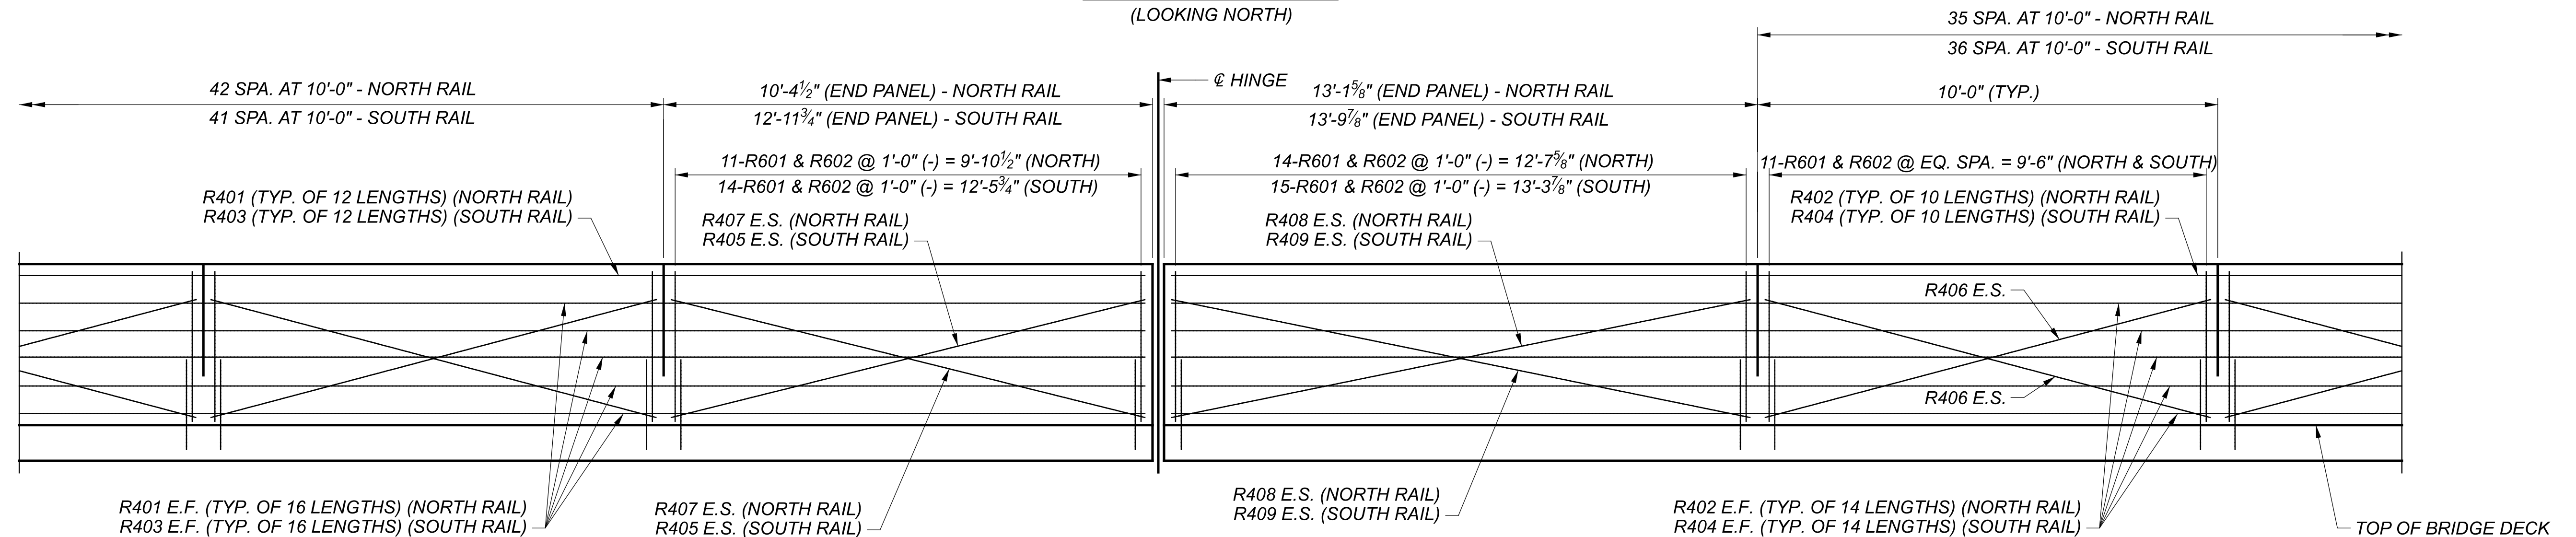 (LOOKING NORTH)
35 SPA. AT 10'-0" - NORTH RAIL
36 SPA. AT 10'-0" - SOUTH RAIL
42 SPA. AT 10'-0" - NORTH RAIL
41 SPA. AT 10'-0" - SOUTH RAIL
10'-4½" (END PANEL) - NORTH RAIL
12'-11¾" (END PANEL) - SOUTH RAIL
℄ HINGE
13'-1⅝" (END PANEL) - NORTH RAIL
13'-9⅞" (END PANEL) - SOUTH RAIL
10'-0" (TYP.)
11-R601 & R602 @ 1'-0" (-) = 9'-10½" (NORTH)
14-R601 & R602 @ 1'-0" (-) = 12'-5¾" (SOUTH)
14-R601 & R602 @ 1'-0" (-) = 12'-7⅝" (NORTH)
15-R601 & R602 @ 1'-0" (-) = 13'-3⅞" (SOUTH)
11-R601 & R602 @ EQ. SPA. = 9'-6" (NORTH & SOUTH)
R401 (TYP. OF 12 LENGTHS) (NORTH RAIL)
R403 (TYP. OF 12 LENGTHS) (SOUTH RAIL)
R407 E.S. (NORTH RAIL)
R405 E.S. (SOUTH RAIL)
R408 E.S. (NORTH RAIL)
R409 E.S. (SOUTH RAIL)
R402 (TYP. OF 10 LENGTHS) (NORTH RAIL)
R404 (TYP. OF 10 LENGTHS) (SOUTH RAIL)
R406 E.S.
R406 E.S.
R401 E.F. (TYP. OF 16 LENGTHS) (NORTH RAIL)
R403 E.F. (TYP. OF 16 LENGTHS) (SOUTH RAIL)
R407 E.S. (NORTH RAIL)
R405 E.S. (SOUTH RAIL)
R408 E.S. (NORTH RAIL)
R409 E.S. (SOUTH RAIL)
R402 E.F. (TYP. OF 14 LENGTHS) (NORTH RAIL)
R404 E.F. (TYP. OF 14 LENGTHS) (SOUTH RAIL)
TOP OF BRIDGE DECK